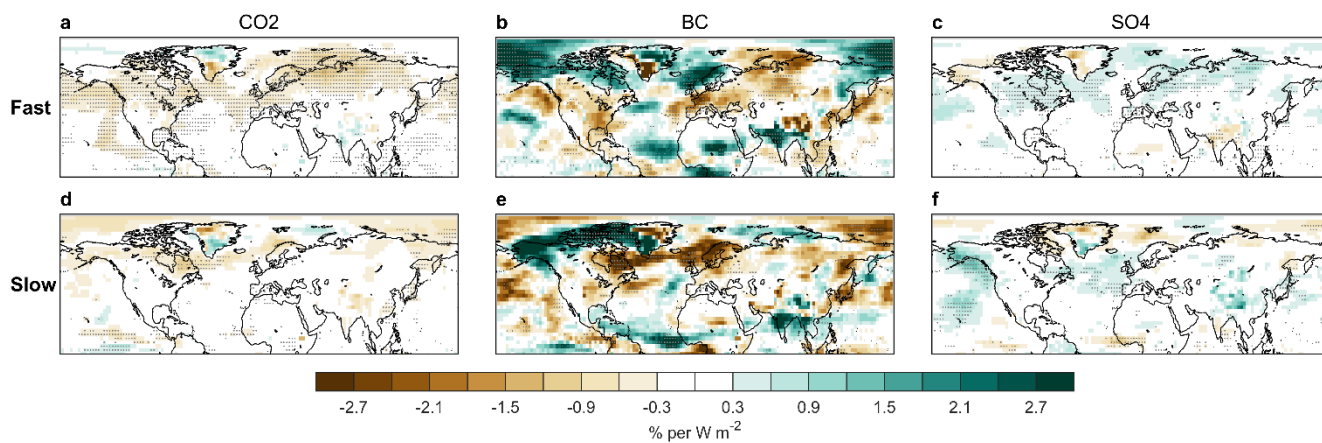 a CO2 b BC c SO4
Fast
d e f
Slow
-2.7 -2.1 -1.5 -0.9 -0.3 0.3 0.9 1.5 2.1 2.7
% per W m⁻²